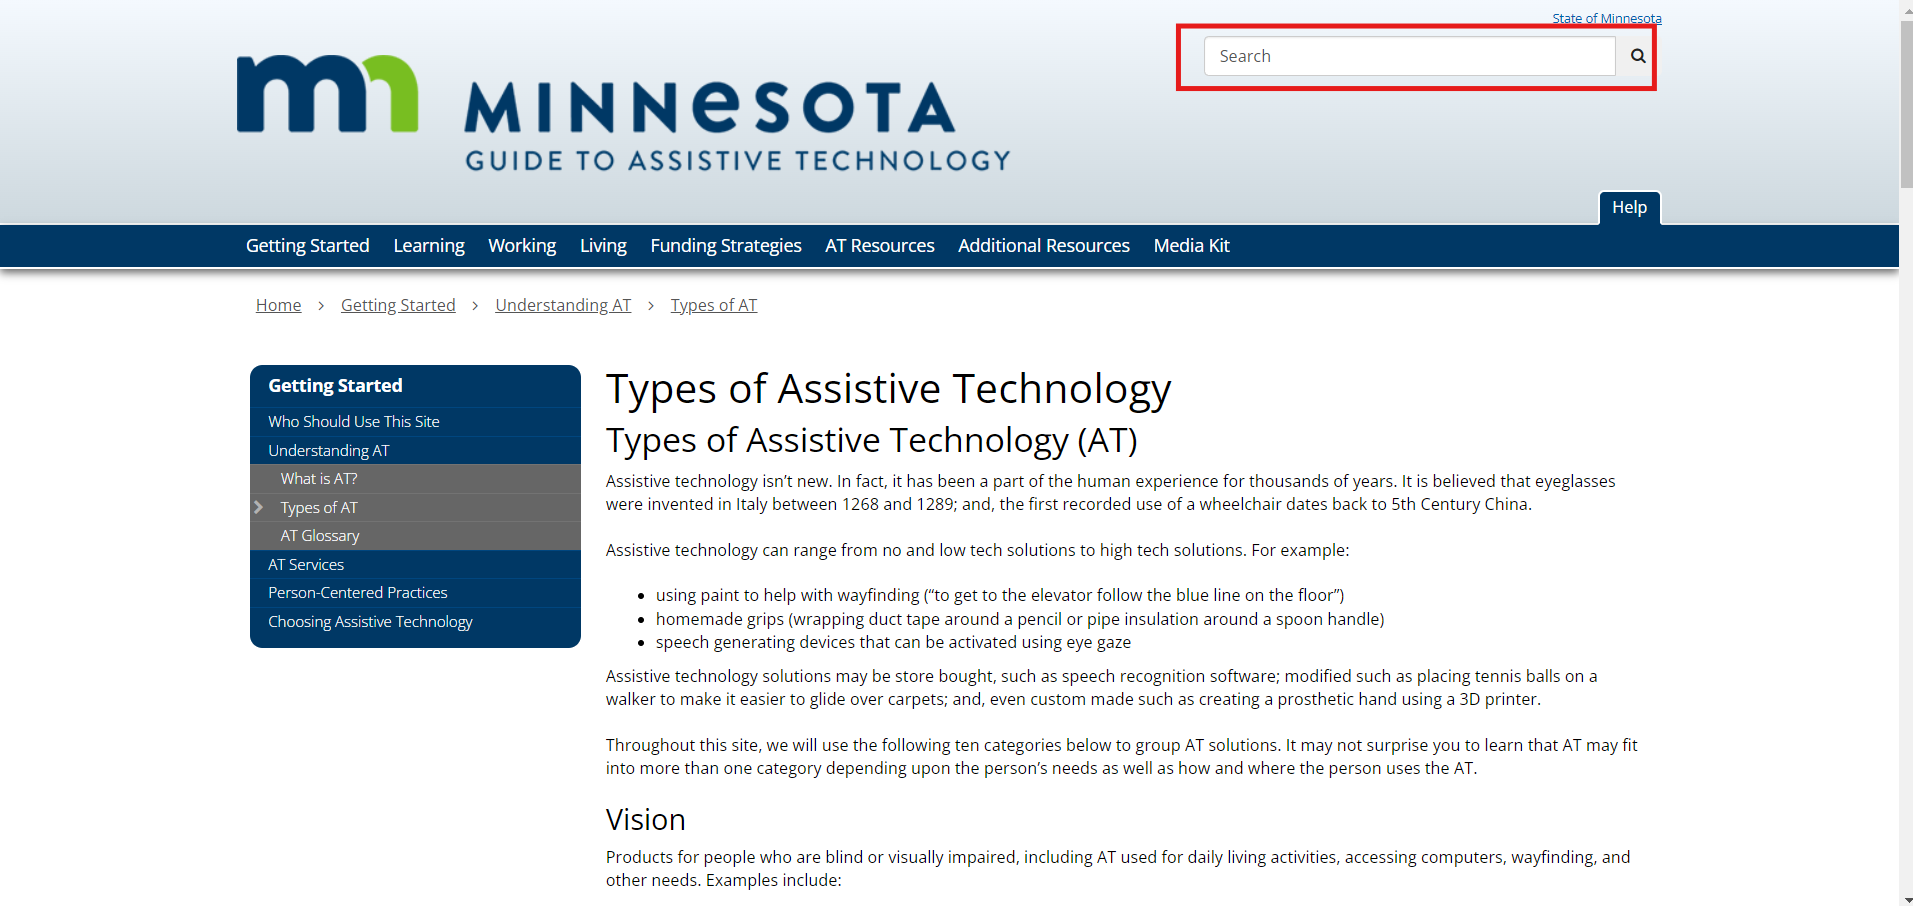 State of Minnesota
Search
mn MINNESOTA
GUIDE TO ASSISTIVE TECHNOLOGY
Help
Getting Started Learning Working Living Funding Strategies AT Resources Additional Resources Media Kit
Home > Getting Started > Understanding AT > Types of AT
Getting Started
Who Should Use This Site
Understanding AT
What is AT?
Types of AT
AT Glossary
AT Services
Person-Centered Practices
Choosing Assistive Technology
Types of Assistive Technology
Types of Assistive Technology (AT)
Assistive technology isn’t new. In fact, it has been a part of the human experience for thousands of years. It is believed that eyeglasses
were invented in Italy between 1268 and 1289; and, the first recorded use of a wheelchair dates back to 5th Century China.
Assistive technology can range from no and low tech solutions to high tech solutions. For example:
• using paint to help with wayfinding (“to get to the elevator follow the blue line on the floor”)
• homemade grips (wrapping duct tape around a pencil or pipe insulation around a spoon handle)
• speech generating devices that can be activated using eye gaze
Assistive technology solutions may be store bought, such as speech recognition software; modified such as placing tennis balls on a
walker to make it easier to glide over carpets; and, even custom made such as creating a prosthetic hand using a 3D printer.
Throughout this site, we will use the following ten categories below to group AT solutions. It may not surprise you to learn that AT may fit
into more than one category depending upon the person’s needs as well as how and where the person uses the AT.
Vision
Products for people who are blind or visually impaired, including AT used for daily living activities, accessing computers, wayfinding, and
other needs. Examples include: